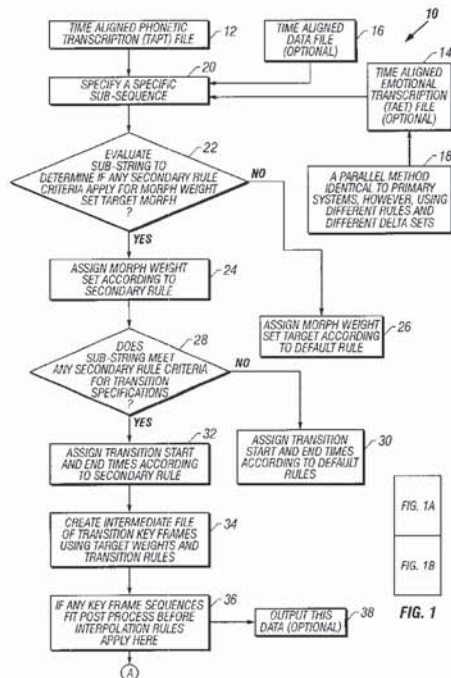 10
TIME ALIGNED PHONETIC
TRANSCRIPTION (TAPT) FILE
12
TIME ALIGNED
DATA FILE
(OPTIONAL)
16
14
TIME ALIGNED
EMOTIONAL
TRANSCRIPTION
(TAET) FILE
(OPTIONAL)
20
SPECIFY A SPECIFIC
SUB-SEQUENCE
18
A PARALLEL METHOD
IDENTICAL TO PRIMARY
SYSTEMS, HOWEVER, USING
DIFFERENT RULES AND
DIFFERENT DELTA SETS
22
EVALUATE
SUB-STRING TO
DETERMINE IF ANY SECONDARY RULE
CRITERIA APPLY FOR MORPH WEIGHT
SET TARGET MORFH
?
NO
YES
24
ASSIGN MORPH WEIGHT
SET ACCORDING TO
SECONDARY RULE
ASSIGN MORPH WEIGHT
SET TARGET ACCORDING TO
DEFAULT RULE
26
28
DOES
SUB-STRING MEET
ANY SECONDARY RULE CRITERIA
FOR TRANSITION
SPECIFICATIONS
?
NO
YES
32
ASSIGN TRANSITION START
AND END TIMES ACCORDING
TO SECONDARY RULE
ASSIGN TRANSITION
START AND END TIMES
ACCORDING TO DEFAULT
RULES
30
CREATE INTERMEDIATE FILE
OF TRANSITION KEY FRAMES
USING TARGET WEIGHTS AND
TRANSITION RULES
34
IF ANY KEY FRAME SEQUENCES
FIT POST PROCESS BEFORE
INTERPOLATION RULES
APPLY HERE
36
OUTPUT THIS
DATA (OPTIONAL)
38
A
FIG. 1A
FIG. 1B
FIG. 1